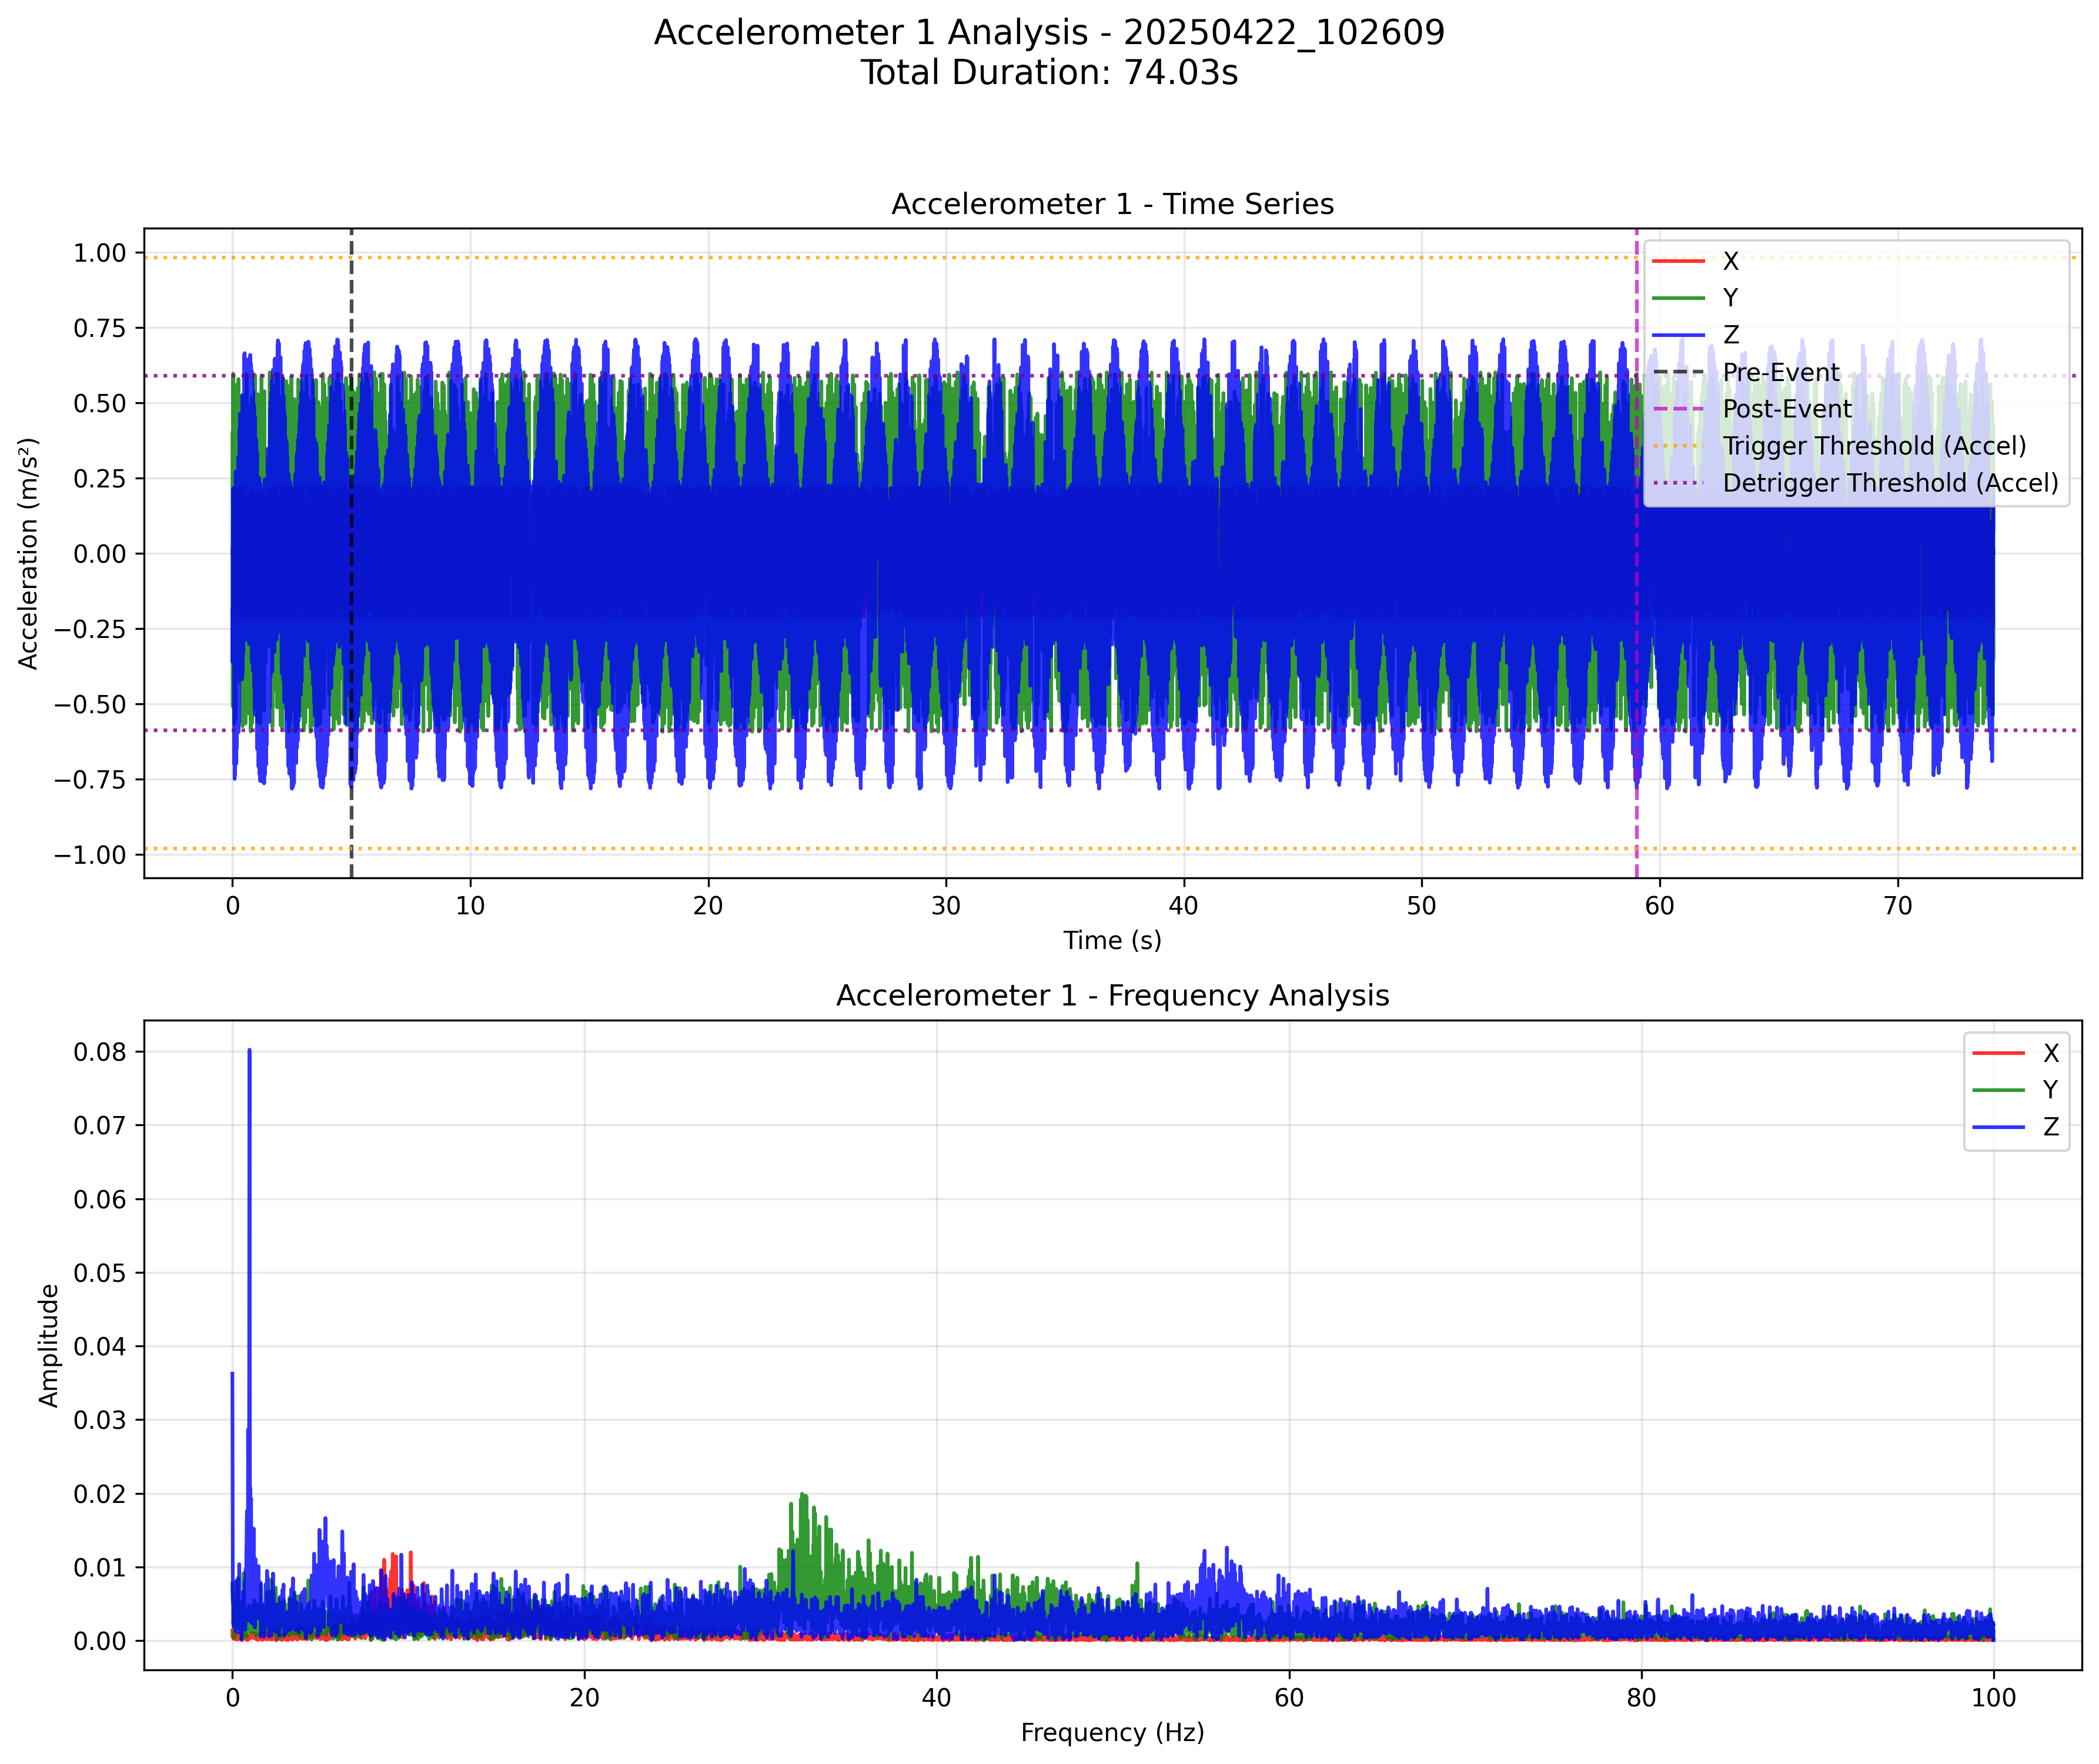 Accelerometer 1 Analysis - 20250422_102609
Total Duration: 74.03s
Accelerometer 1 - Time Series
Acceleration (m/s²)
1.00
0.75
0.50
0.25
0.00
−0.25
−0.50
−0.75
−1.00
X
Y
Z
Pre-Event
Post-Event
Trigger Threshold (Accel)
Detrigger Threshold (Accel)
0 10 20 30 40 50 60 70
Time (s)
Accelerometer 1 - Frequency Analysis
Amplitude
0.08
0.07
0.06
0.05
0.04
0.03
0.02
0.01
0.00
X
Y
Z
0 20 40 60 80 100
Frequency (Hz)